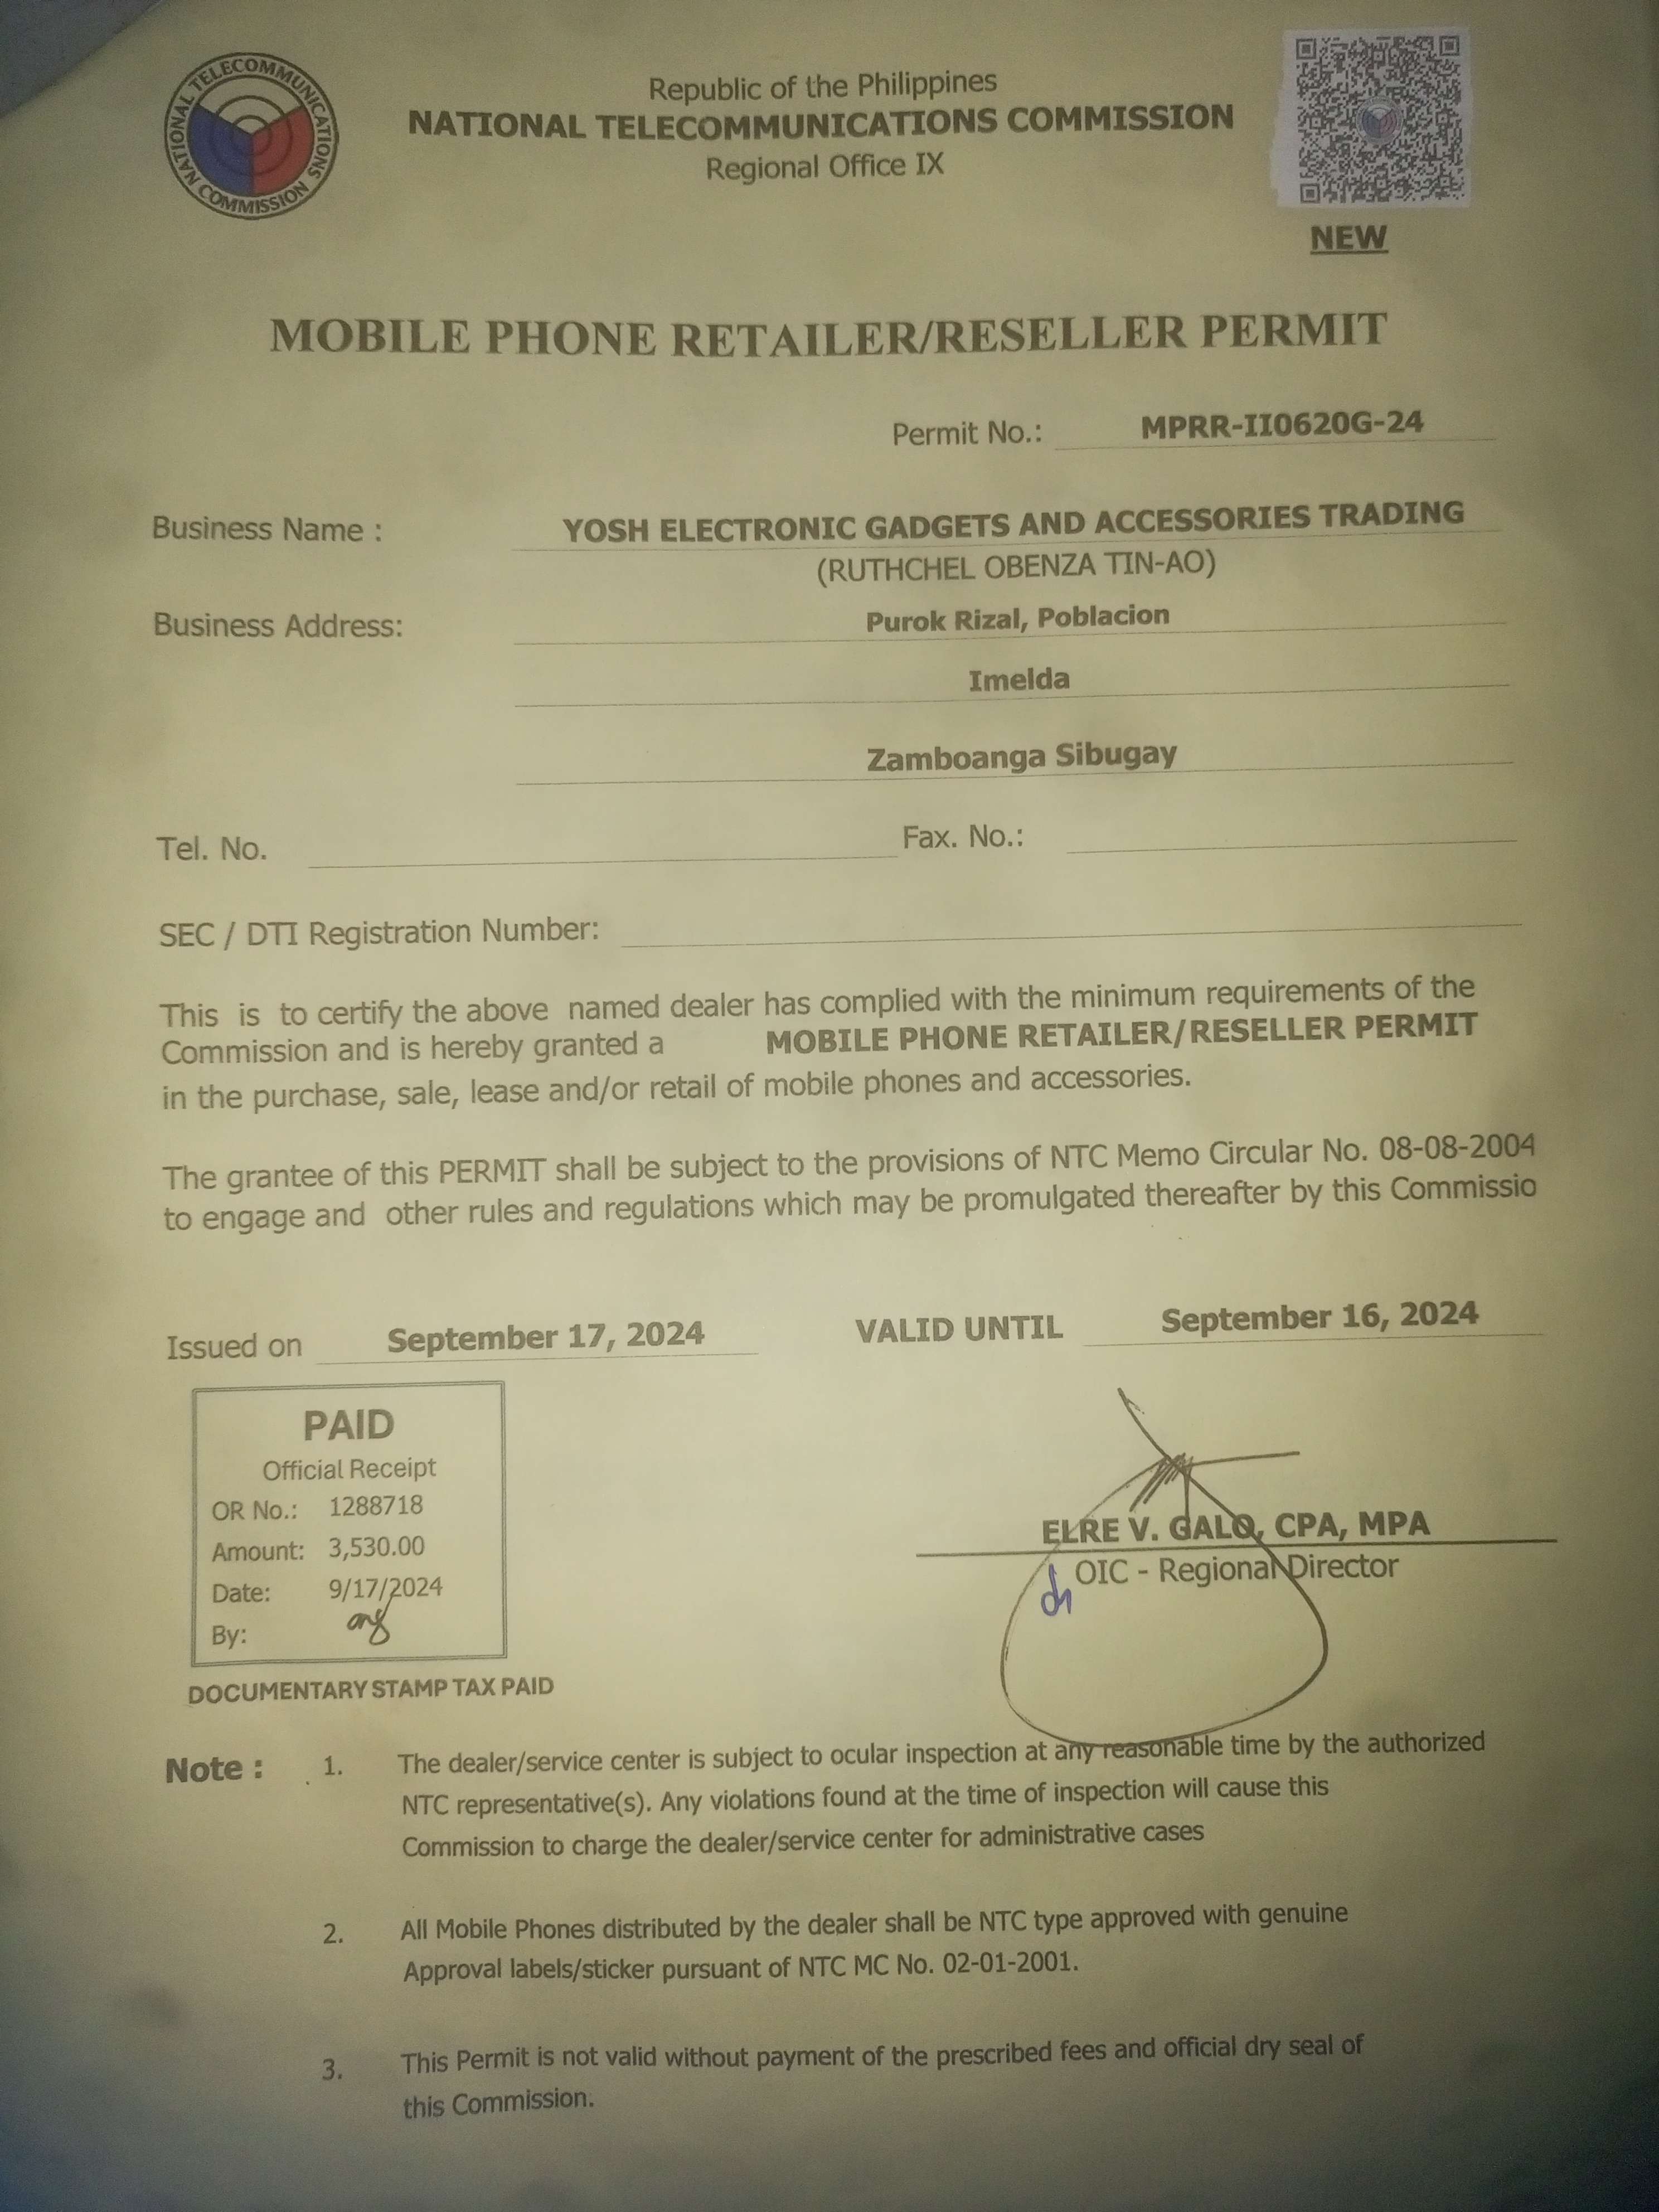 NATIONAL TELECOMMUNICATIONS COMMISSION
Republic of the Philippines
NATIONAL TELECOMMUNICATIONS COMMISSION
Regional Office IX
NEW
MOBILE PHONE RETAILER/RESELLER PERMIT
Permit No.: MPRR-II0620G-24
Business Name : YOSH ELECTRONIC GADGETS AND ACCESSORIES TRADING
(RUTHCHEL OBENZA TIN-AO)
Business Address: Purok Rizal, Poblacion
Imelda
Zamboanga Sibugay
Tel. No. Fax. No.:
SEC / DTI Registration Number:
This is to certify the above named dealer has complied with the minimum requirements of the
Commission and is hereby granted a MOBILE PHONE RETAILER/RESELLER PERMIT
in the purchase, sale, lease and/or retail of mobile phones and accessories.
The grantee of this PERMIT shall be subject to the provisions of NTC Memo Circular No. 08-08-2004
to engage and other rules and regulations which may be promulgated thereafter by this Commissio
Issued on September 17, 2024 VALID UNTIL September 16, 2024
PAID
Official Receipt
OR No.: 1288718
Amount: 3,530.00
Date: 9/17/2024
By:
DOCUMENTARY STAMP TAX PAID
ELRE V. GALO, CPA, MPA
OIC - Regional Director
Note : 1. The dealer/service center is subject to ocular inspection at any reasonable time by the authorized
NTC representative(s). Any violations found at the time of inspection will cause this
Commission to charge the dealer/service center for administrative cases
2. All Mobile Phones distributed by the dealer shall be NTC type approved with genuine
Approval labels/sticker pursuant of NTC MC No. 02-01-2001.
3. This Permit is not valid without payment of the prescribed fees and official dry seal of
this Commission.